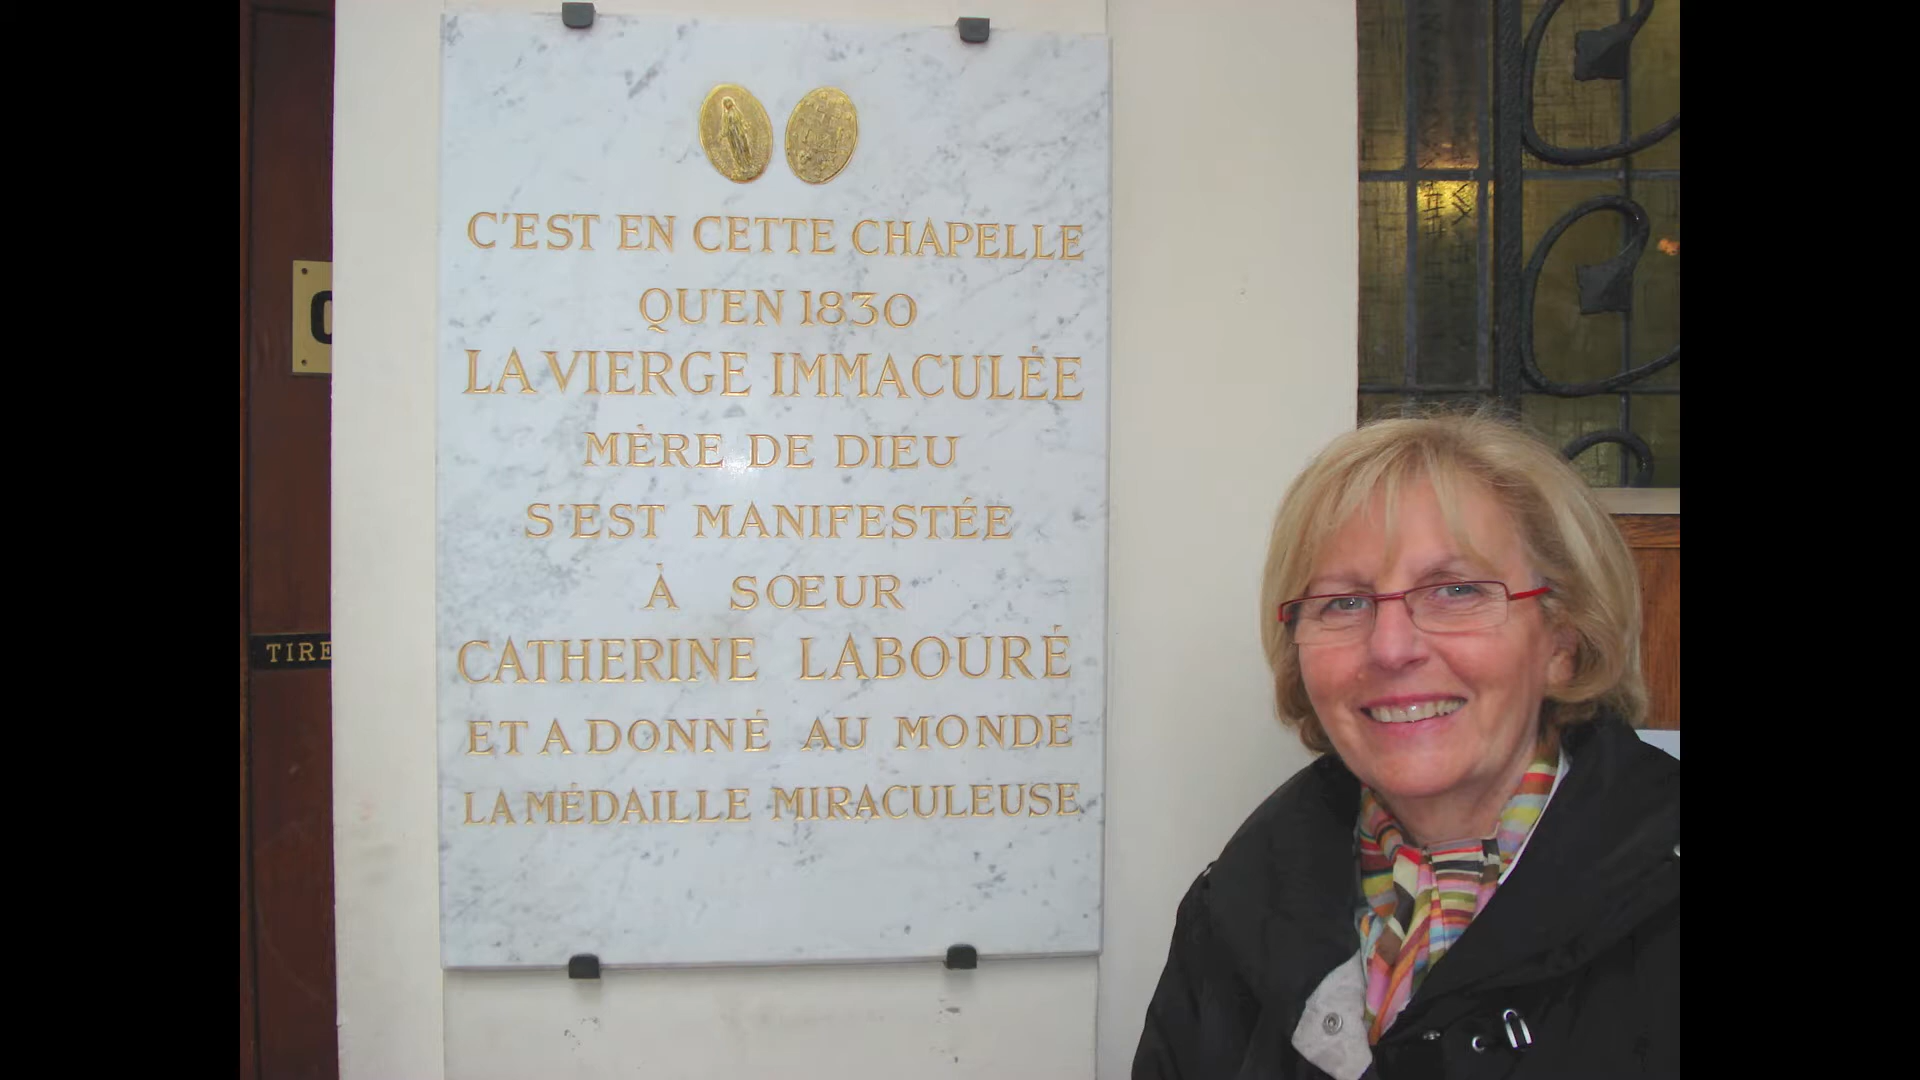 C'EST EN CETTE CHAPELLE
QU'EN 1830
LA VIERGE IMMACULÉE
MÈRE DE DIEU
S'EST MANIFESTÉE
À SŒUR
CATHERINE LABOURÉ
ET A DONNÉ AU MONDE
LA MÉDAILLE MIRACULEUSE
TIRE